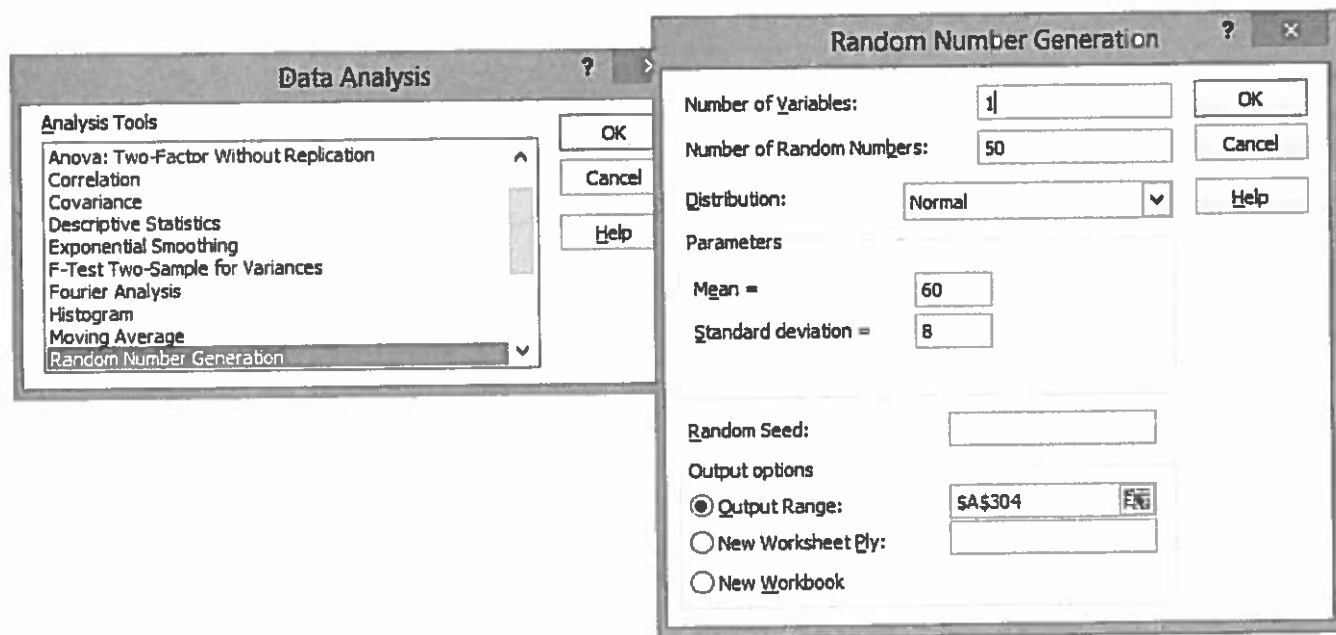 Data Analysis ?
Analysis Tools
Anova: Two-Factor Without Replication
Correlation
Covariance
Descriptive Statistics
Exponential Smoothing
F-Test Two-Sample for Variances
Fourier Analysis
Histogram
Moving Average
Random Number Generation
OK
Cancel
Help
Random Number Generation ? ×
Number of Variables: 1
Number of Random Numbers: 50
Distribution: Normal
Parameters
Mean = 60
Standard deviation = 8
Random Seed:
Output options
Output Range: $A$304
New Worksheet Ply:
New Workbook
OK
Cancel
Help